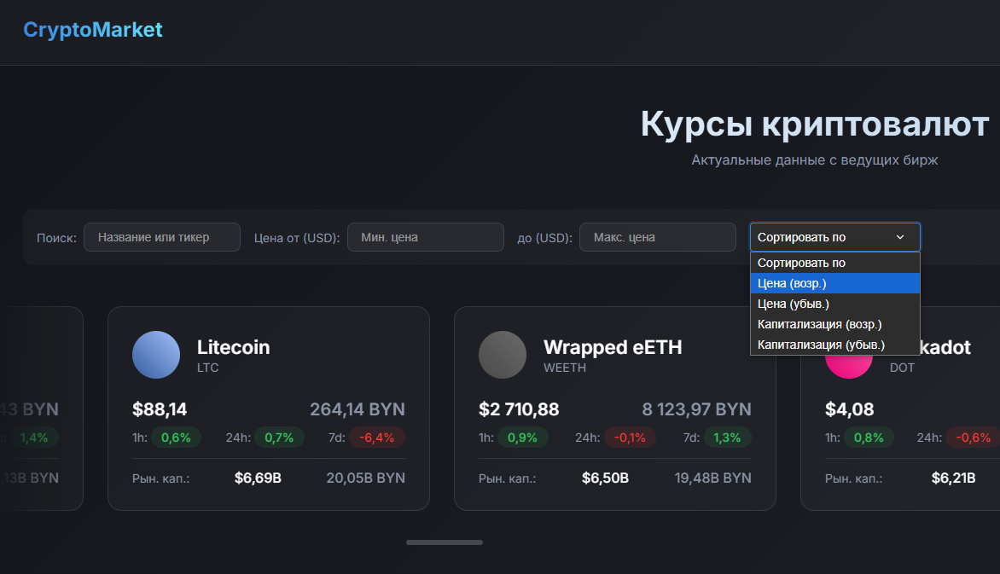 CryptoMarket
Курсы криптовалют
Актуальные данные с ведущих бирж
Поиск: Название или тикер Цена от (USD): Мин. цена до (USD): Макс. цена Сортировать по
Сортировать по
Цена (возр.)
Цена (убыв.)
Капитализация (возр.)
Капитализация (убыв.)
43 BYN
1,4%
,13B BYN
Litecoin
LTC
$88,14 264,14 BYN
1h: 0,6% 24h: 0,7% 7d: -6,4%
Рын. кап.: $6,69B 20,05B BYN
Wrapped eETH
WEETH
$2 710,88 8 123,97 BYN
1h: 0,9% 24h: -0,1% 7d: 1,3%
Рын. кап.: $6,50B 19,48B BYN
kadot
DOT
$4,08
1h: 0,8% 24h: -0,6%
Рын. кап.: $6,21B